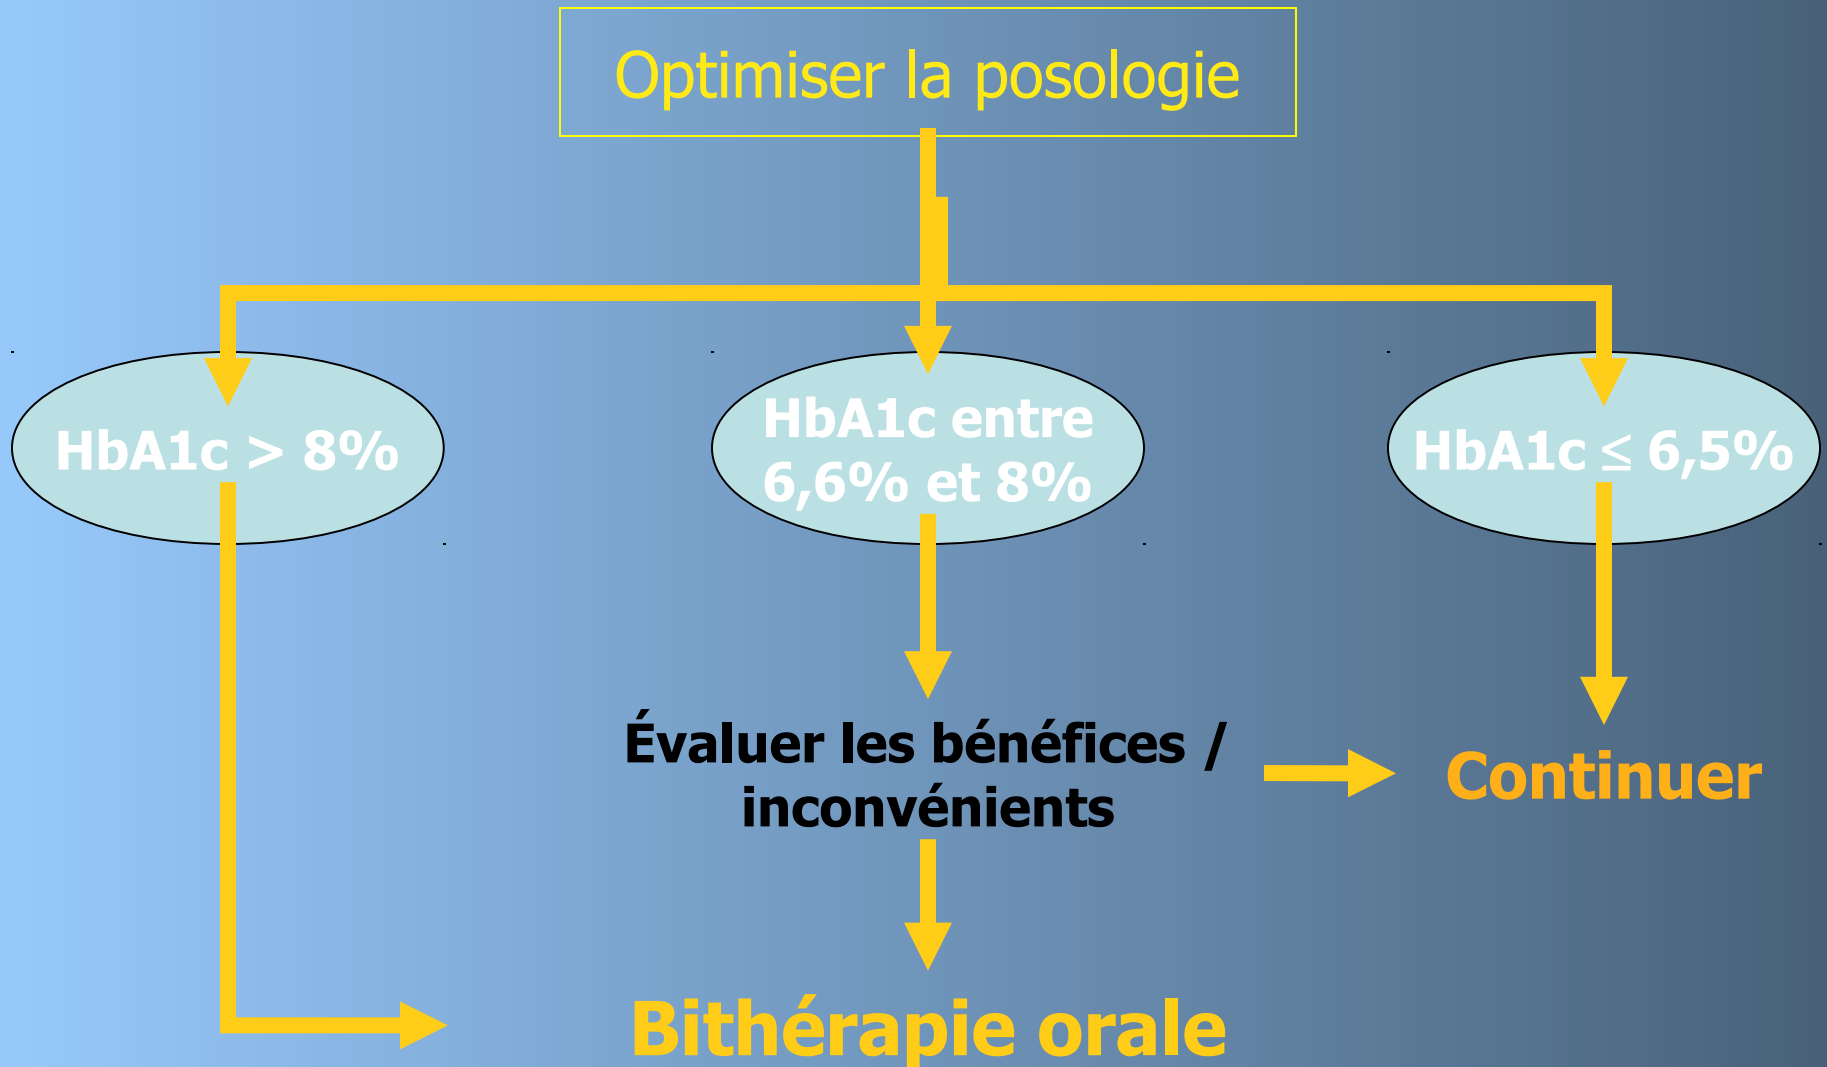 Optimiser la posologie
HbA1c > 8%
HbA1c entre
6,6% et 8%
HbA1c ≤ 6,5%
Évaluer les bénéfices /
inconvénients
Continuer
Bithérapie orale